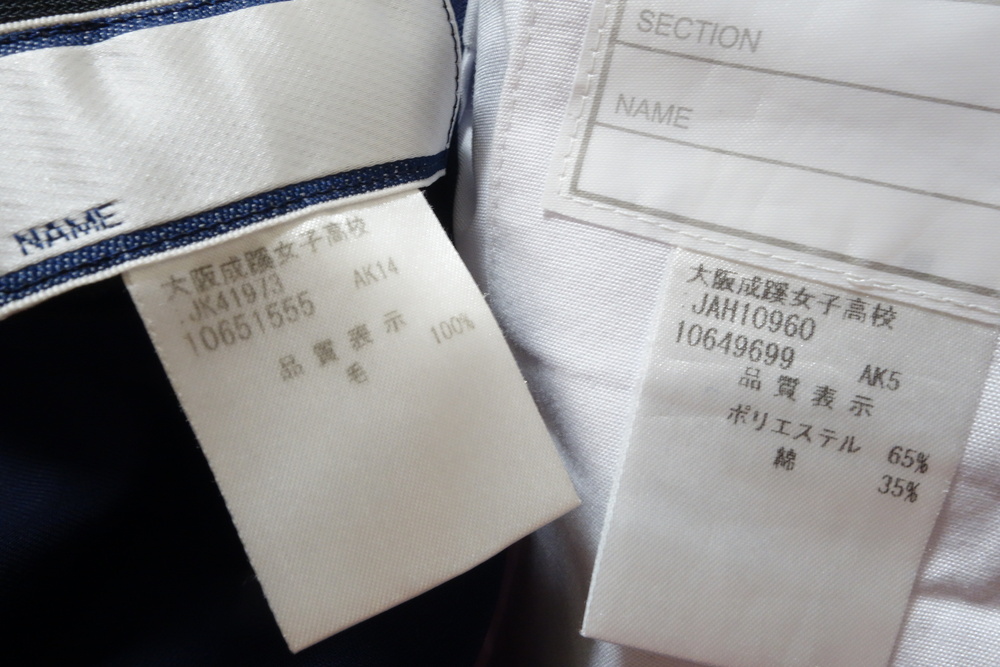 NAME
大阪成蹊女子高校
JK41973 AK14
10651555
品質表示
毛 100%
SECTION
NAME
大阪成蹊女子高校
JAH10960
10649699 AK5
品質表示
ポリエステル 65%
綿 35%